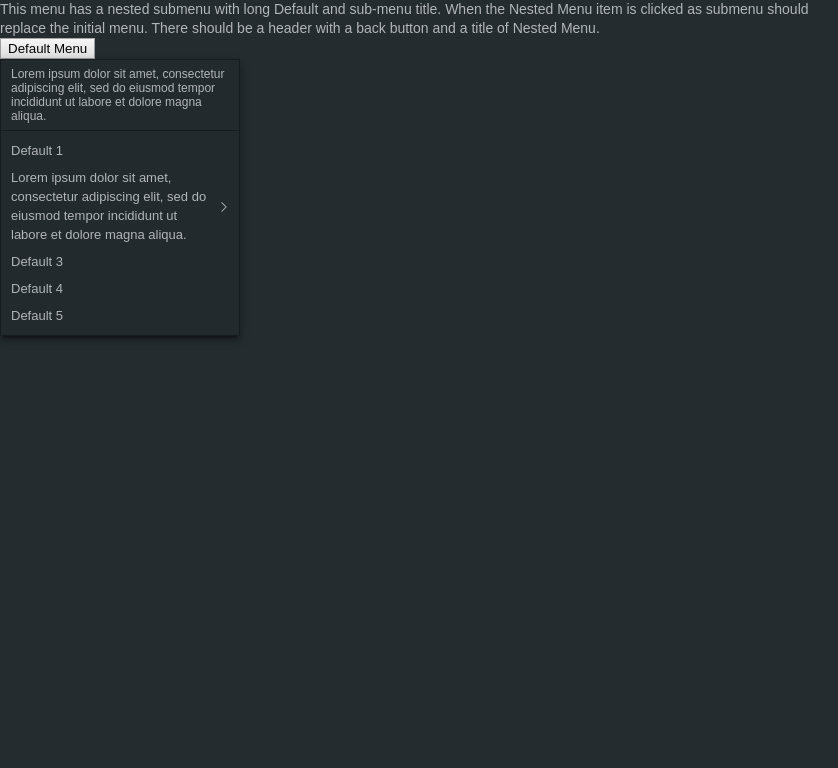 This menu has a nested submenu with long Default and sub-menu title. When the Nested Menu item is clicked as submenu should
replace the initial menu. There should be a header with a back button and a title of Nested Menu.
Default Menu
Lorem ipsum dolor sit amet, consectetur
adipiscing elit, sed do eiusmod tempor
incididunt ut labore et dolore magna
aliqua.
Default 1
Lorem ipsum dolor sit amet,
consectetur adipiscing elit, sed do
eiusmod tempor incididunt ut
labore et dolore magna aliqua.
Default 3
Default 4
Default 5